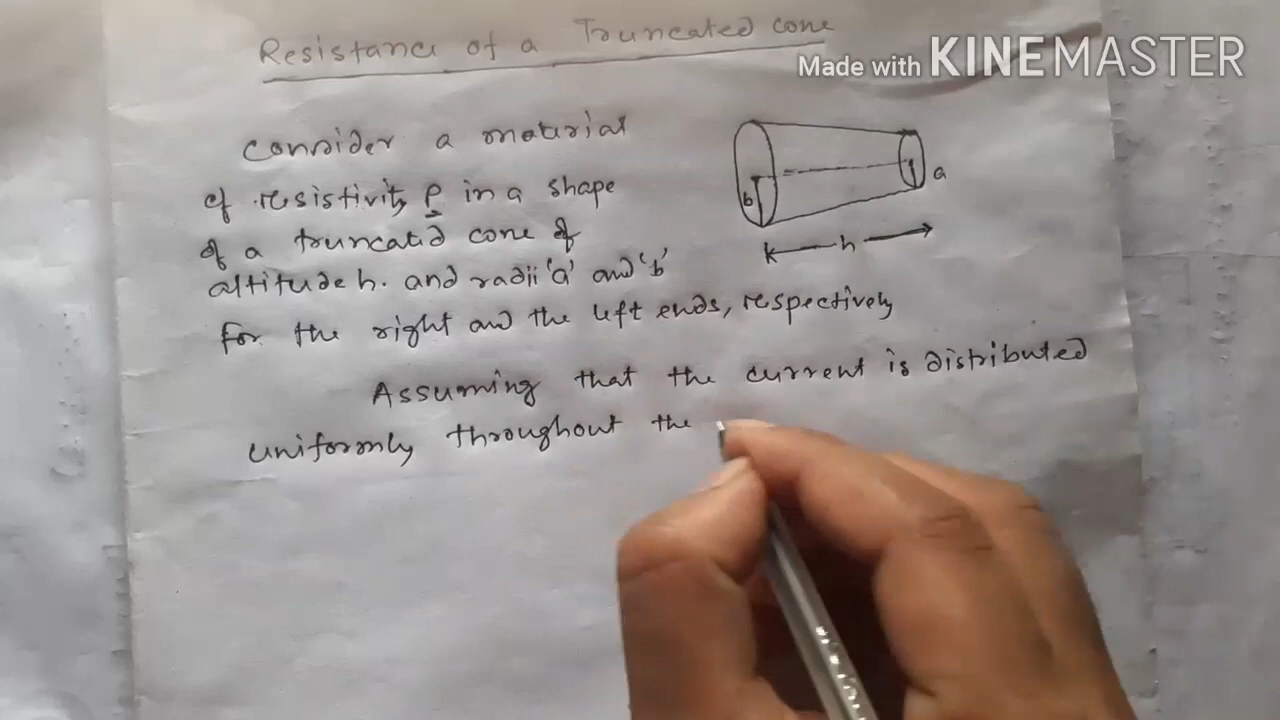 Resistance of a Truncated cone
Made with KINEMASTER
Consider a material
of resistivity ρ in a shape
of a truncated cone of
altitude h. and radii 'a' and 'b'
for the right and the left ends, respectively
Assuming that the current is distributed
uniformly throughout the
b
a
h